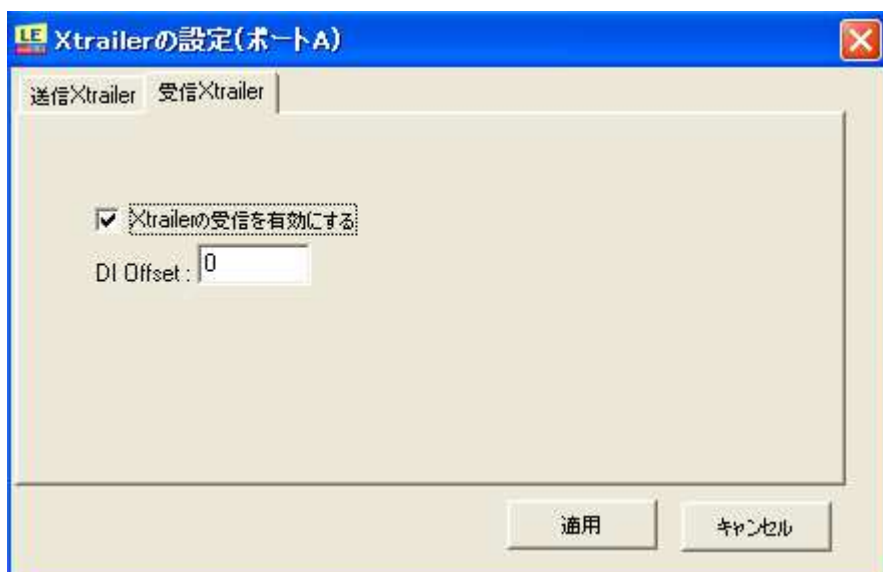 LE Xtrailerの設定(ポートA)
送信Xtrailer 受信Xtrailer
Xtrailerの受信を有効にする
DI Offset : 0
適用 キャンセル